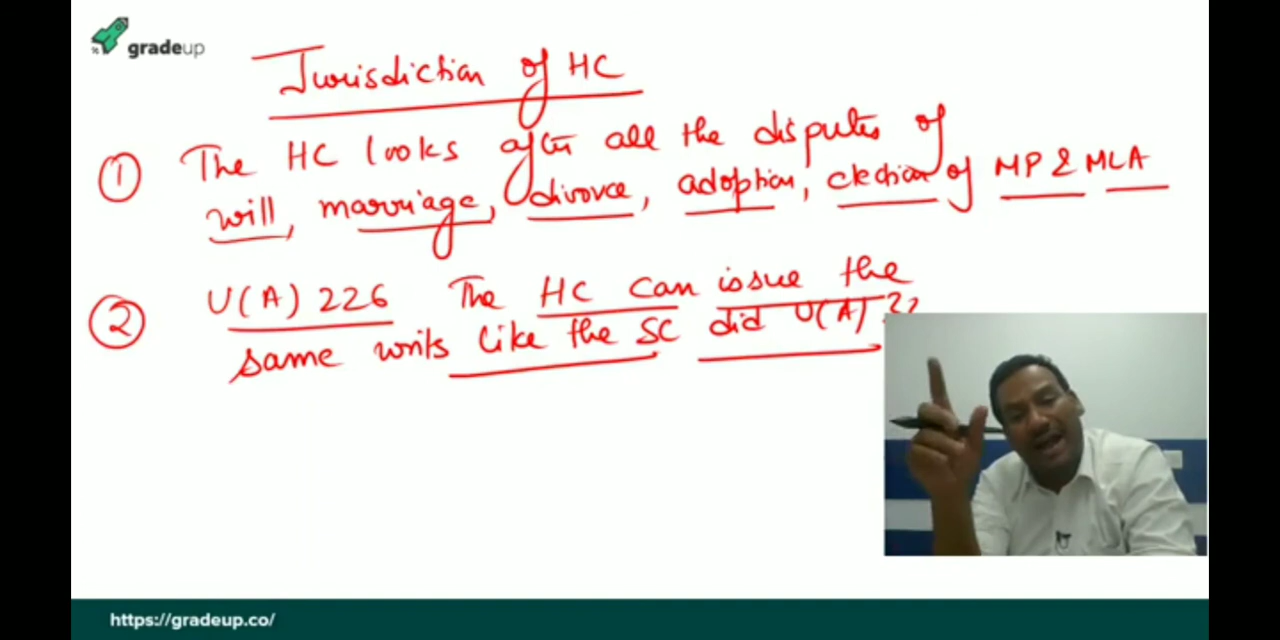 gradeup
Jurisdiction of HC
① The HC looks after all the disputes of
will, marriage, divorce, adoption, election of MP & MLA
② U(A) 226 The HC can issue the
same writs like the SC did U(A)
https://gradeup.co/